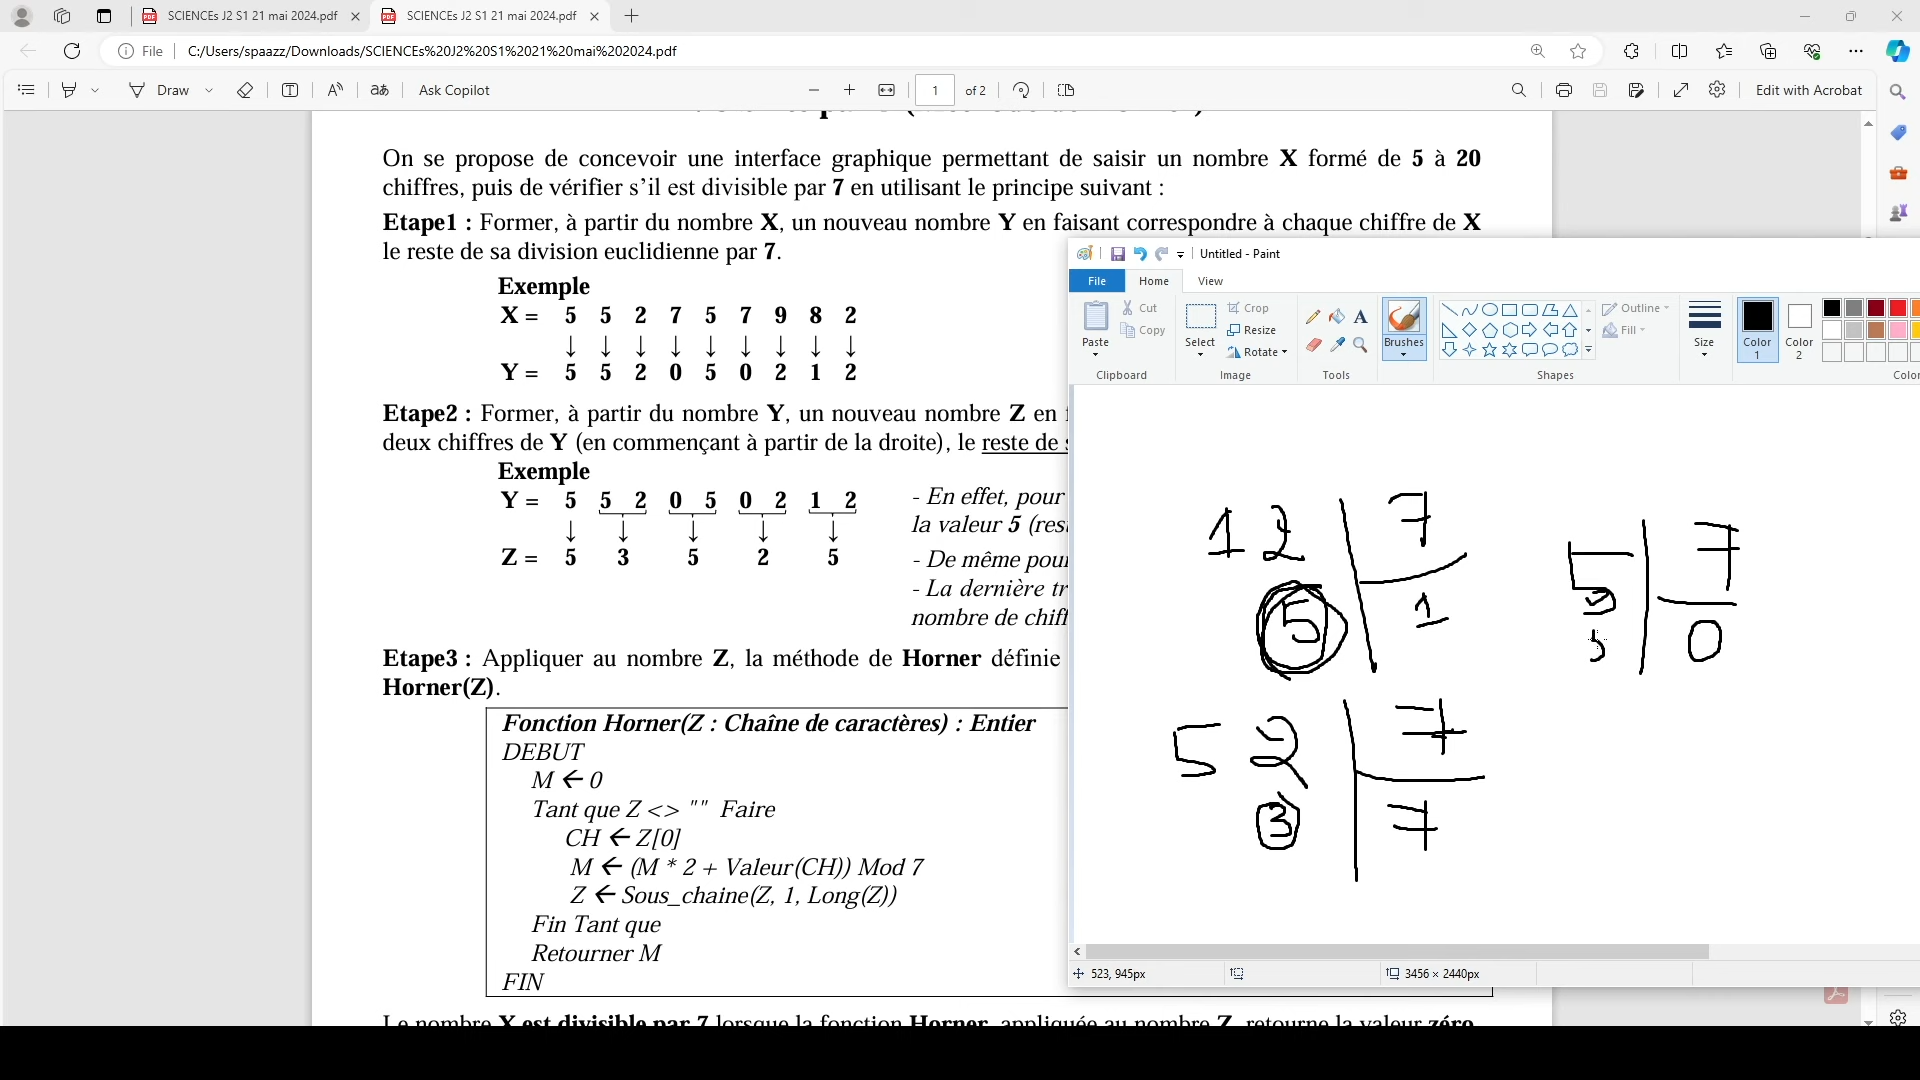 SCIENCEs J2 S1 21 mai 2024.pdf
SCIENCEs J2 S1 21 mai 2024.pdf
File
C:/Users/spaazz/Downloads/SCIENCEs%20J2%20S1%2021%20mai%202024.pdf
Draw
Ask Copilot
1 of 2
Edit with Acrobat
On se propose de concevoir une interface graphique permettant de saisir un nombre X formé de 5 à 20
chiffres, puis de vérifier s'il est divisible par 7 en utilisant le principe suivant :
Etape1 : Former, à partir du nombre X, un nouveau nombre Y en faisant correspondre à chaque chiffre de X
le reste de sa division euclidienne par 7.
Exemple
X = 5 5 2 7 5 7 9 8 2
↓ ↓ ↓ ↓ ↓ ↓ ↓ ↓ ↓
Y = 5 5 2 0 5 0 2 1 2
Etape2 : Former, à partir du nombre Y, un nouveau nombre Z en
deux chiffres de Y (en commençant à partir de la droite), le reste de
Exemple
Y = 5 5 2 0 5 0 2 1 2
↓ ↓ ↓ ↓ ↓
Z = 5 3 5 2 5
- En effet, pour
la valeur 5 (res
- De même pou
- La dernière tr
nombre de chiff
Etape3 : Appliquer au nombre Z, la méthode de Horner définie
Horner(Z).
Fonction Horner(Z : Chaîne de caractères) : Entier
DEBUT
M ← 0
Tant que Z <> "" Faire
CH ← Z[0]
M ← (M * 2 + Valeur(CH)) Mod 7
Z ← Sous_chaine(Z, 1, Long(Z))
Fin Tant que
Retourner M
FIN
Le nombre X est divisible par 7 lorsque la fonction Horner, appliquée au nombre Z, retourne la valeur zéro
Untitled - Paint
File Home View
Paste
Cut
Copy
Clipboard
Select
Crop
Resize
Rotate
Image
A
Tools
Brushes
Shapes
Outline
Fill
Size
Color
1
Color
2
Color
12 7
5 1
5 7
5 0
52 7
3 7
523, 945px
3456 × 2440px